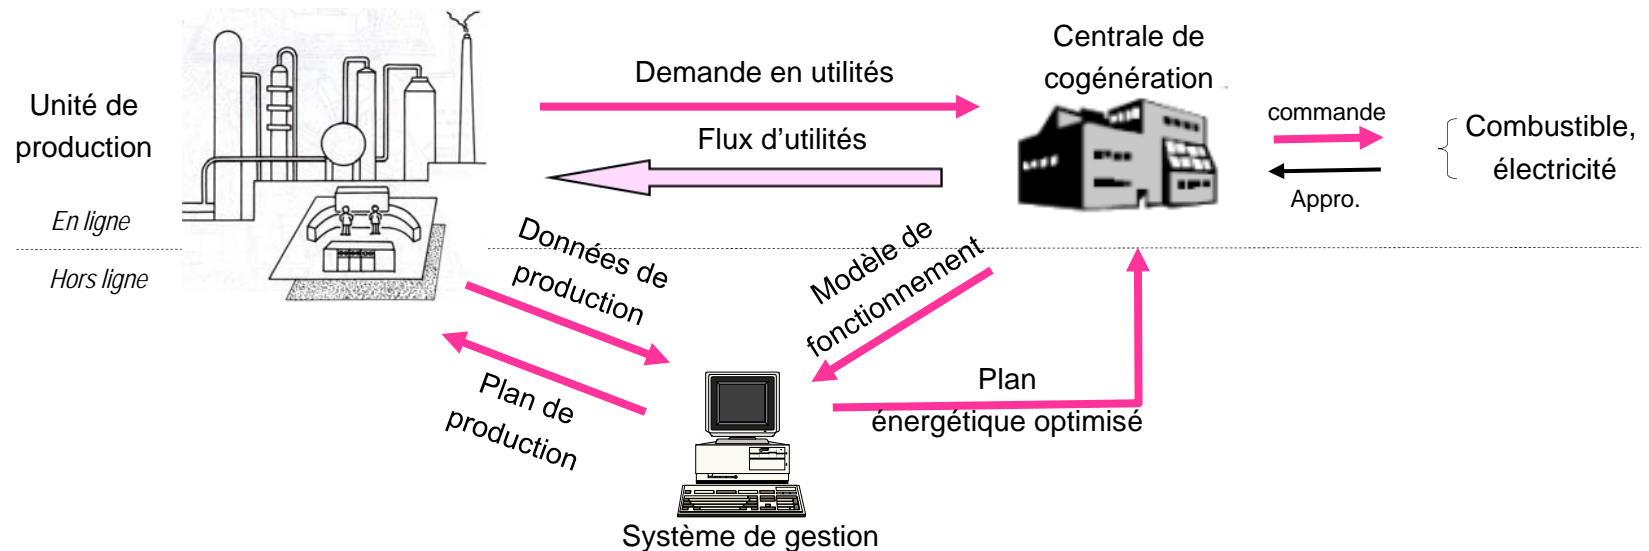 Unité de
production
Demande en utilités
Flux d’utilités
Centrale de
cogénération
commande
Appro.
Combustible,
électricité
En ligne
Hors ligne
Données de
production
Plan de
production
Modèle de
fonctionnement
Plan
énergétique optimisé
Système de gestion